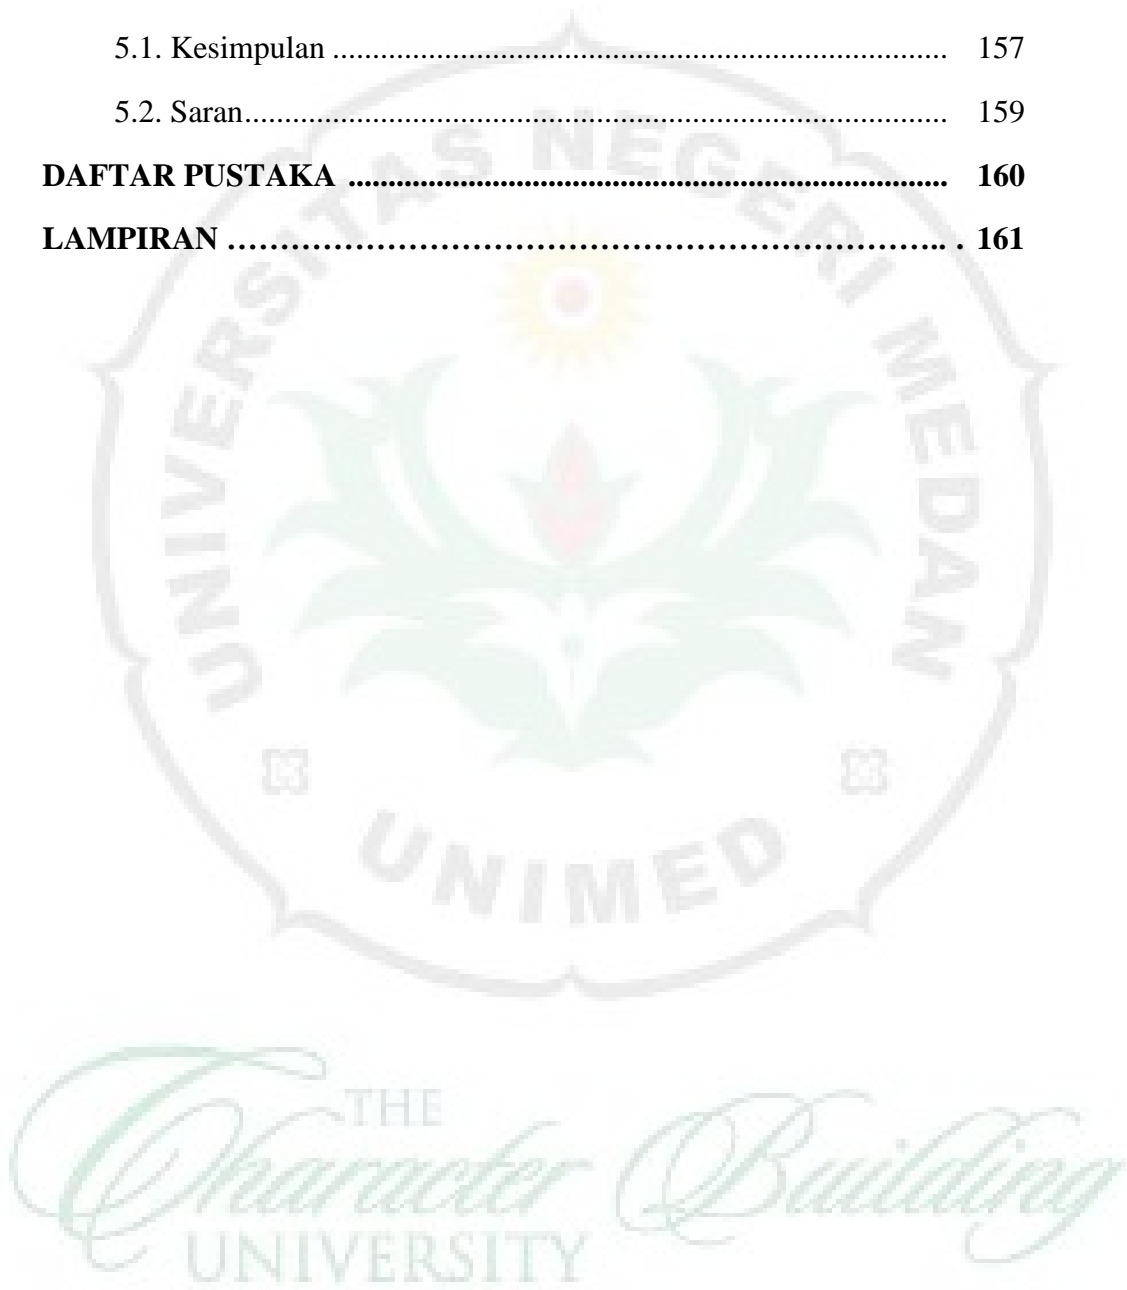 5.1. Kesimpulan ............................................................................. 157
5.2. Saran........................................................................................ 159
DAFTAR PUSTAKA ........................................................................... 160
LAMPIRAN ………………………………………………………….. . 161
UNIVERSITAS NEGERI MEDAN
UNIMED
THE
Character Building
UNIVERSITY